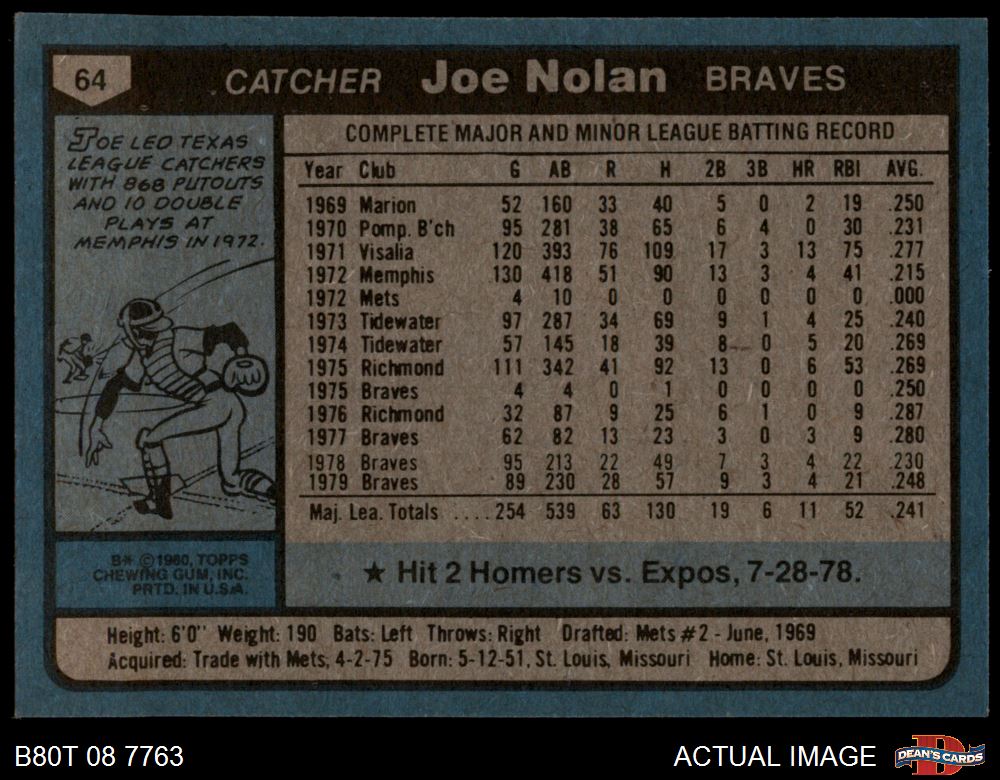 64
CATCHER Joe Nolan BRAVES
JOE LED TEXAS
LEAGUE CATCHERS
WITH 868 PUTOUTS
AND 10 DOUBLE
PLAYS AT
MEMPHIS IN 1972.
COMPLETE MAJOR AND MINOR LEAGUE BATTING RECORD
Year Club G AB R H 2B 3B HR RBI AVG.
1969 Marion 52 160 33 40 5 0 2 19 .250
1970 Pomp. B'ch 95 281 38 65 6 4 0 30 .231
1971 Visalia 120 393 76 109 17 3 13 75 .277
1972 Memphis 130 418 51 90 13 3 4 41 .215
1972 Mets 4 10 0 0 0 0 0 0 .000
1973 Tidewater 97 287 34 69 9 1 4 25 .240
1974 Tidewater 57 145 18 39 8 0 5 20 .269
1975 Richmond 111 342 41 92 13 0 6 53 .269
1975 Braves 4 4 0 1 0 0 0 0 .250
1976 Richmond 32 87 9 25 6 1 0 9 .287
1977 Braves 62 82 13 23 3 0 3 9 .280
1978 Braves 95 213 22 49 7 3 4 22 .230
1979 Braves 89 230 28 57 9 3 4 21 .248
Maj. Lea. Totals ....254 539 63 130 19 6 11 52 .241
B* ©1980, TOPPS
CHEWING GUM, INC.
PRTD. IN U.S.A.
★ Hit 2 Homers vs. Expos, 7-28-78.
Height: 6'0" Weight: 190 Bats: Left Throws: Right Drafted: Mets #2 - June, 1969
Acquired: Trade with Mets, 4-2-75 Born: 5-12-51, St. Louis, Missouri Home: St. Louis, Missouri
B80T 08 7763
ACTUAL IMAGE
DEAN'S CARDS